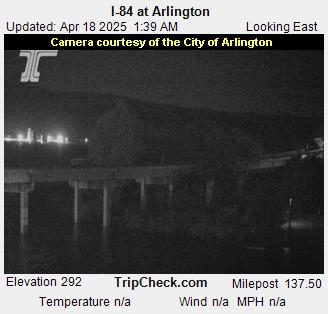 I-84 at Arlington
Updated: Apr 18 2025 1:39 AM Looking East
Camera courtesy of the City of Arlington
Elevation 292 TripCheck.com Milepost 137.50
Temperature n/a Wind n/a MPH n/a